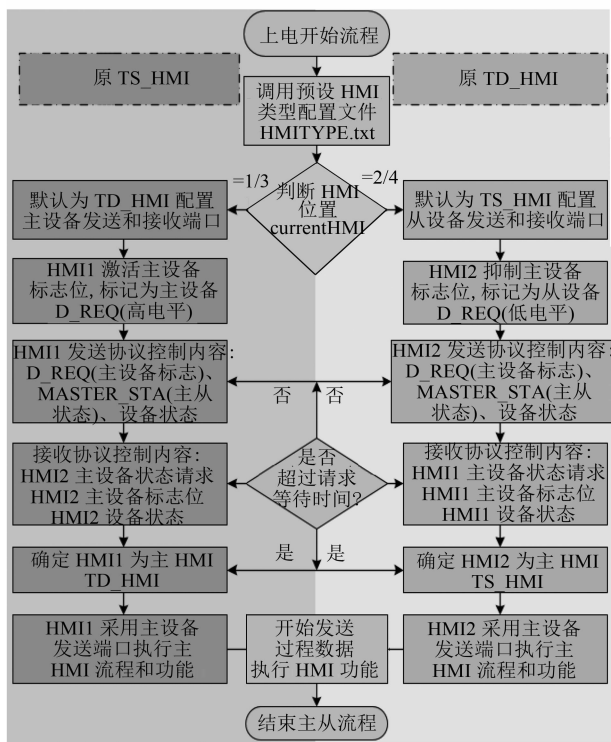 上电开始流程
原 TS_HMI
原 TD_HMI
调用预设 HMI
类型配置文件
HMITYPE.txt
=1/3
=2/4
判断 HMI
位置
currentHMI
默认为 TD_HMI 配置
主设备发送和接收端口
默认为 TS_HMI 配置
从设备发送和接收端口
HMI1 激活主设备
标志位, 标记为主设备
D_REQ(高电平)
HMI2 抑制主设备
标志位, 标记为从设备
D_REQ(低电平)
HMI1 发送协议控制内容:
D_REQ(主设备标志)、
MASTER_STA(主从
状态)、设备状态
HMI2 发送协议控制内容:
D_REQ(主设备标志)、
MASTER_STA(主从
状态)、设备状态
否
否
接收协议控制内容:
HMI2 主设备状态请求
HMI2 主设备标志位
HMI2 设备状态
是否
超过请求
等待时间?
接收协议控制内容:
HMI1 主设备状态请求
HMI1 主设备标志位
HMI1 设备状态
是
是
确定 HMI1 为主 HMI
TD_HMI
确定 HMI2 为主 HMI
TS_HMI
HMI1 采用主设备
发送端口执行主
HMI 流程和功能
开始发送
过程数据
执行 HMI 功能
HMI2 采用主设备
发送端口执行主
HMI 流程和功能
结束主从流程